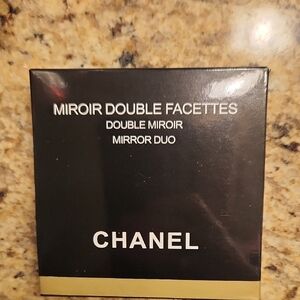 MIROIR DOUBLE FACETTES
DOUBLE MIROIR
MIRROR DUO
CHANEL